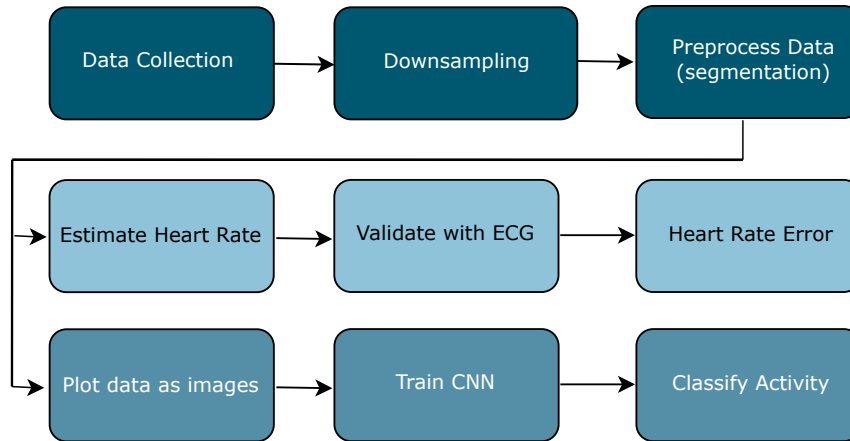 Data Collection
Downsampling
Preprocess Data
(segmentation)
Estimate Heart Rate
Validate with ECG
Heart Rate Error
Plot data as images
Train CNN
Classify Activity